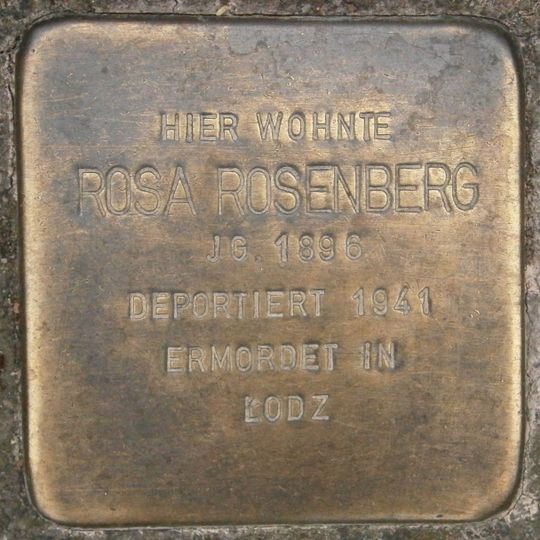 HIER WOHNTE
ROSA ROSENBERG
JG. 1896
DEPORTIERT 1941
ERMORDET IN
ŁODZ